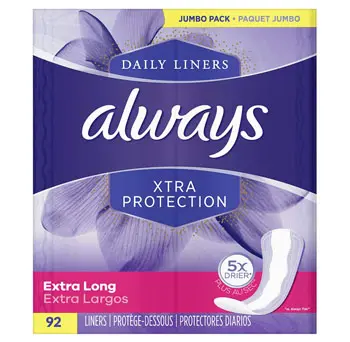 JUMBO PACK • PAQUET JUMBO
DAILY LINERS
always
XTRA
PROTECTION
Extra Long
Extra Largos
5x
DRIER*
PLUS AU SEC*
92 LINERS | PROTÈGE-DESSOUS | PROTECTORES DIARIOS